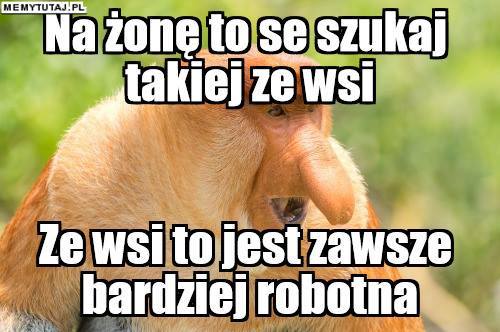 MEMYTUTAJ.PL
Na żonę to se szukaj
takiej ze wsi
Ze wsi to jest zawsze
bardziej robotna